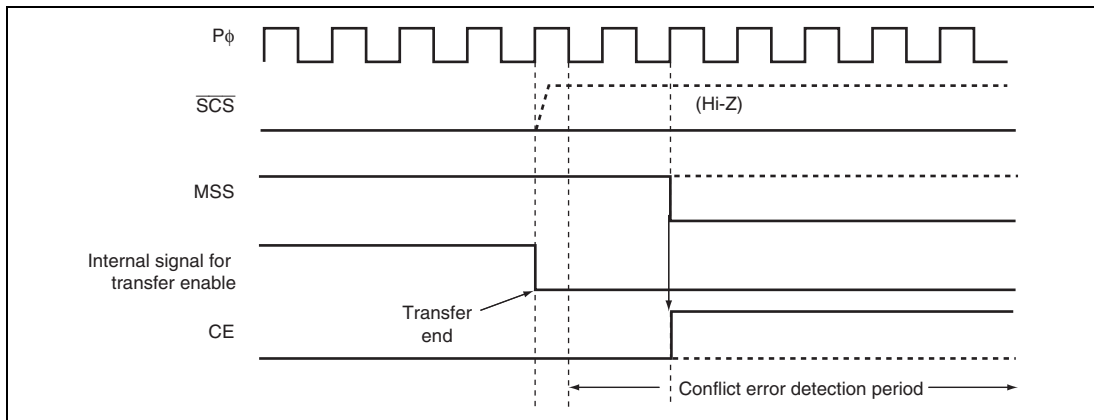 Pϕ
SCS
(Hi-Z)
MSS
Internal signal for
transfer enable
Transfer
end
CE
Conflict error detection period